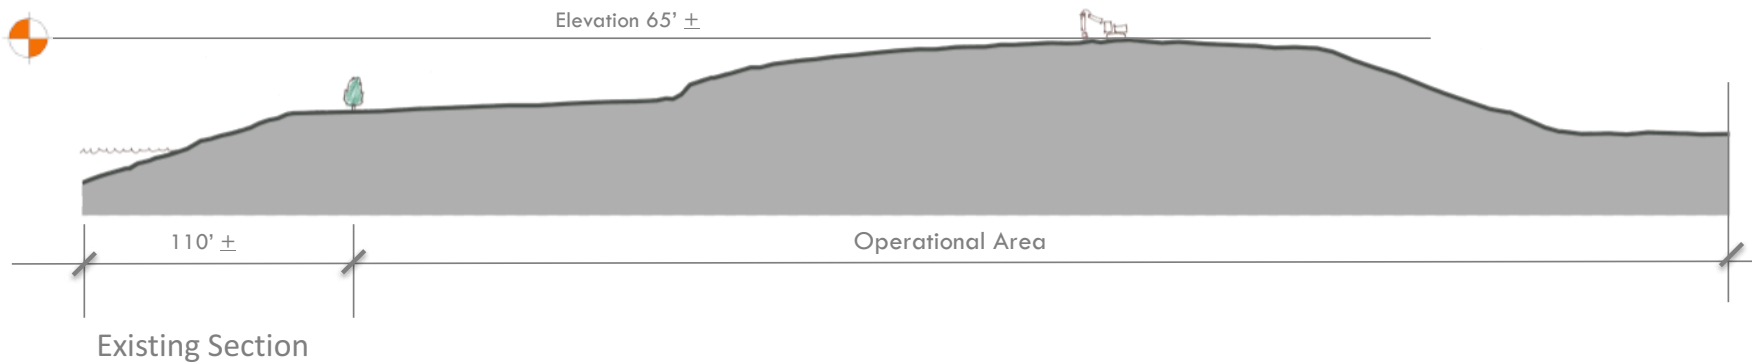 Elevation 65’ ±
110’ ±
Operational Area
Existing Section